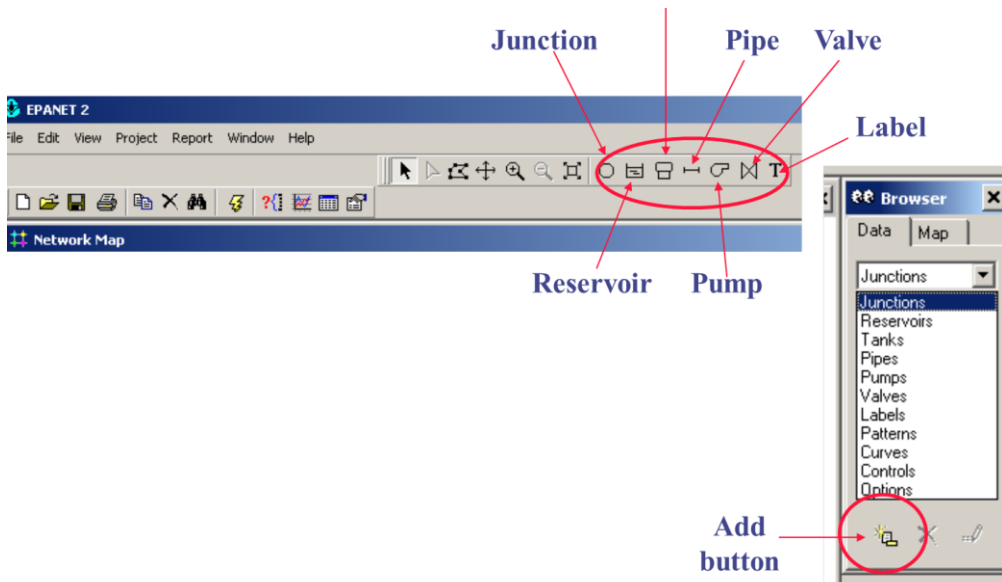 Junction Pipe Valve
EPANET 2
File Edit View Project Report Window Help
Label
T
Network Map
Reservoir Pump
Browser
Data Map
Junctions
Junctions
Reservoirs
Tanks
Pipes
Pumps
Valves
Labels
Patterns
Curves
Controls
Options
Add
button